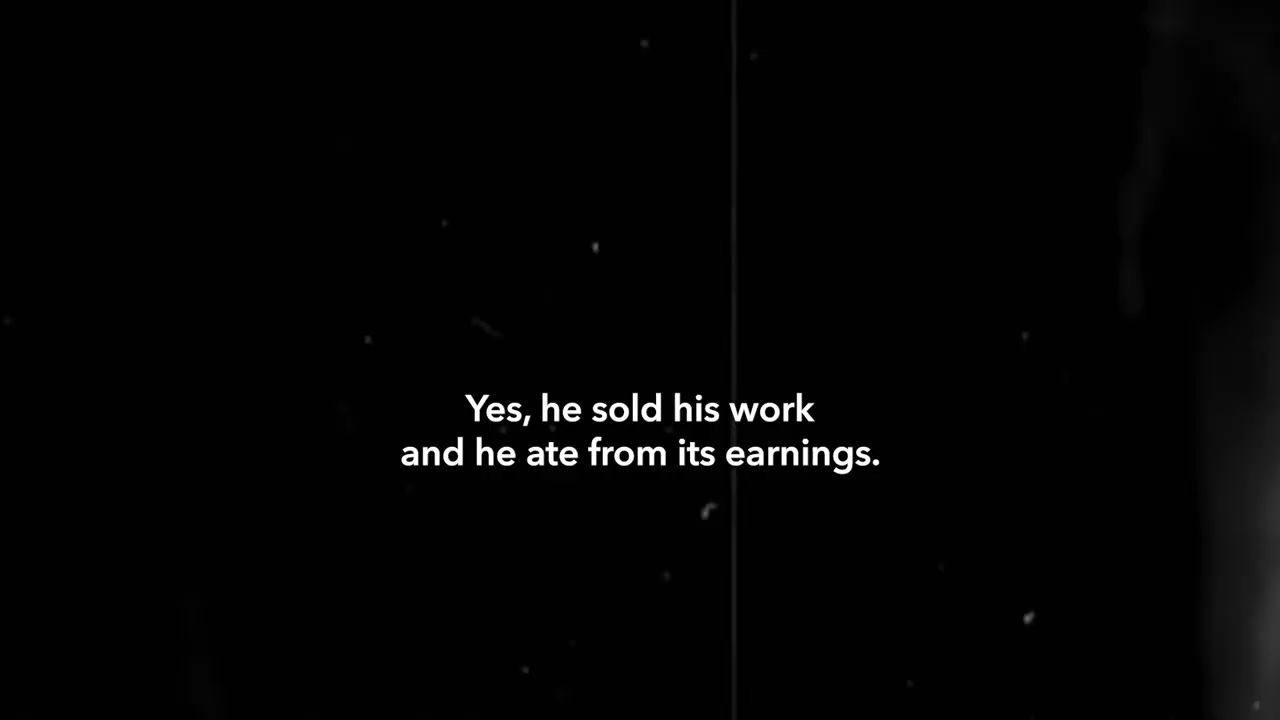 Yes, he sold his work
and he ate from its earnings.